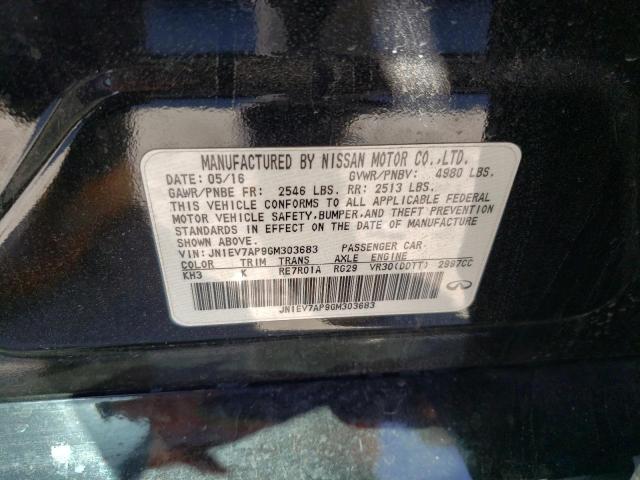 MANUFACTURED BY NISSAN MOTOR CO.,LTD.
DATE: 05/16 GVWR/PNBV: 4980 LBS.
GAWR/PNBE FR: 2546 LBS. RR: 2513 LBS.
THIS VEHICLE CONFORMS TO ALL APPLICABLE FEDERAL
MOTOR VEHICLE SAFETY, BUMPER, AND THEFT PREVENTION
STANDARDS IN EFFECT ON THE DATE OF MANUFACTURE
SHOWN ABOVE.
VIN: JN1EV7AP9GM303683 PASSENGER CAR
COLOR TRIM TRANS AXLE ENGINE
KH3 K RE7R01A RG29 VR30(DDTT) 2997CC
JN1EV7AP9GM303683